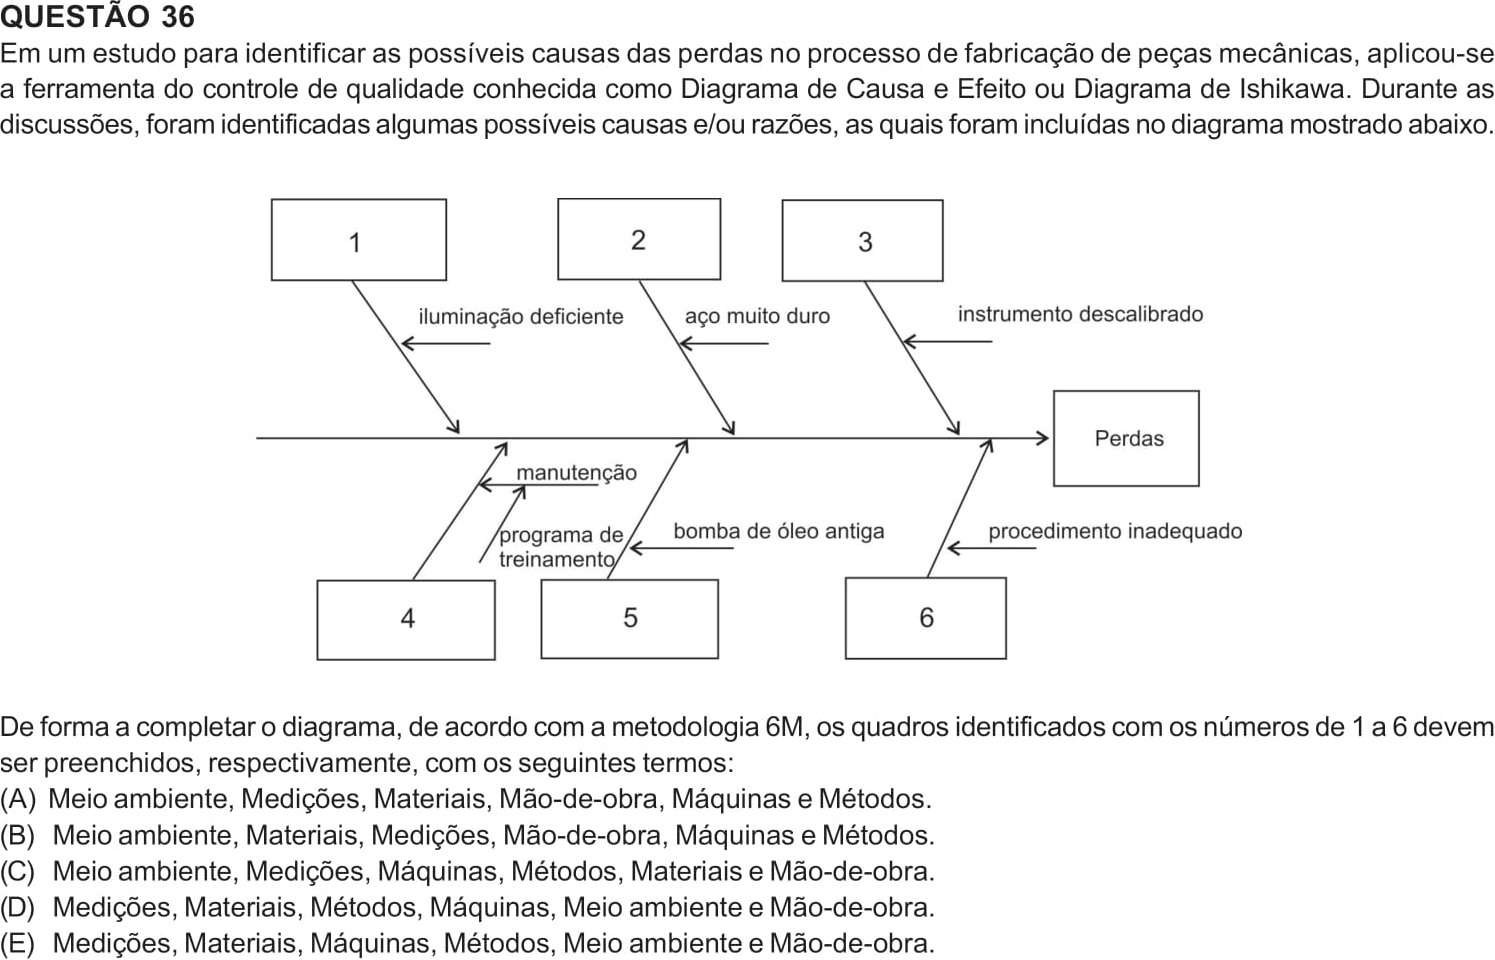 QUESTÃO 36
Em um estudo para identificar as possíveis causas das perdas no processo de fabricação de peças mecânicas, aplicou-se
a ferramenta do controle de qualidade conhecida como Diagrama de Causa e Efeito ou Diagrama de Ishikawa. Durante as
discussões, foram identificadas algumas possíveis causas e/ou razões, as quais foram incluídas no diagrama mostrado abaixo.
1
2
3
iluminação deficiente
aço muito duro
instrumento descalibrado
Perdas
manutenção
programa de
treinamento
bomba de óleo antiga
procedimento inadequado
4
5
6
De forma a completar o diagrama, de acordo com a metodologia 6M, os quadros identificados com os números de 1 a 6 devem
ser preenchidos, respectivamente, com os seguintes termos:
(A) Meio ambiente, Medições, Materiais, Mão-de-obra, Máquinas e Métodos.
(B) Meio ambiente, Materiais, Medições, Mão-de-obra, Máquinas e Métodos.
(C) Meio ambiente, Medições, Máquinas, Métodos, Materiais e Mão-de-obra.
(D) Medições, Materiais, Métodos, Máquinas, Meio ambiente e Mão-de-obra.
(E) Medições, Materiais, Máquinas, Métodos, Meio ambiente e Mão-de-obra.